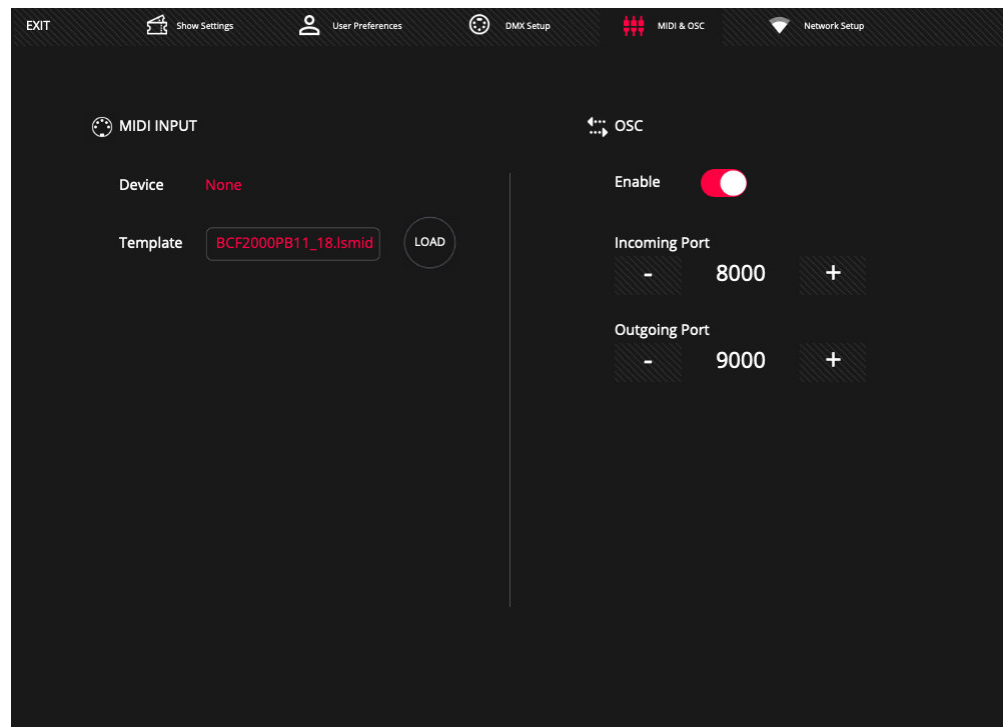 EXIT
Show Settings
User Preferences
DMX Setup
MIDI & OSC
Network Setup
MIDI INPUT
Device None
Template BCF2000PB11_18.lsmid LOAD
OSC
Enable
Incoming Port
- 8000 +
Outgoing Port
- 9000 +